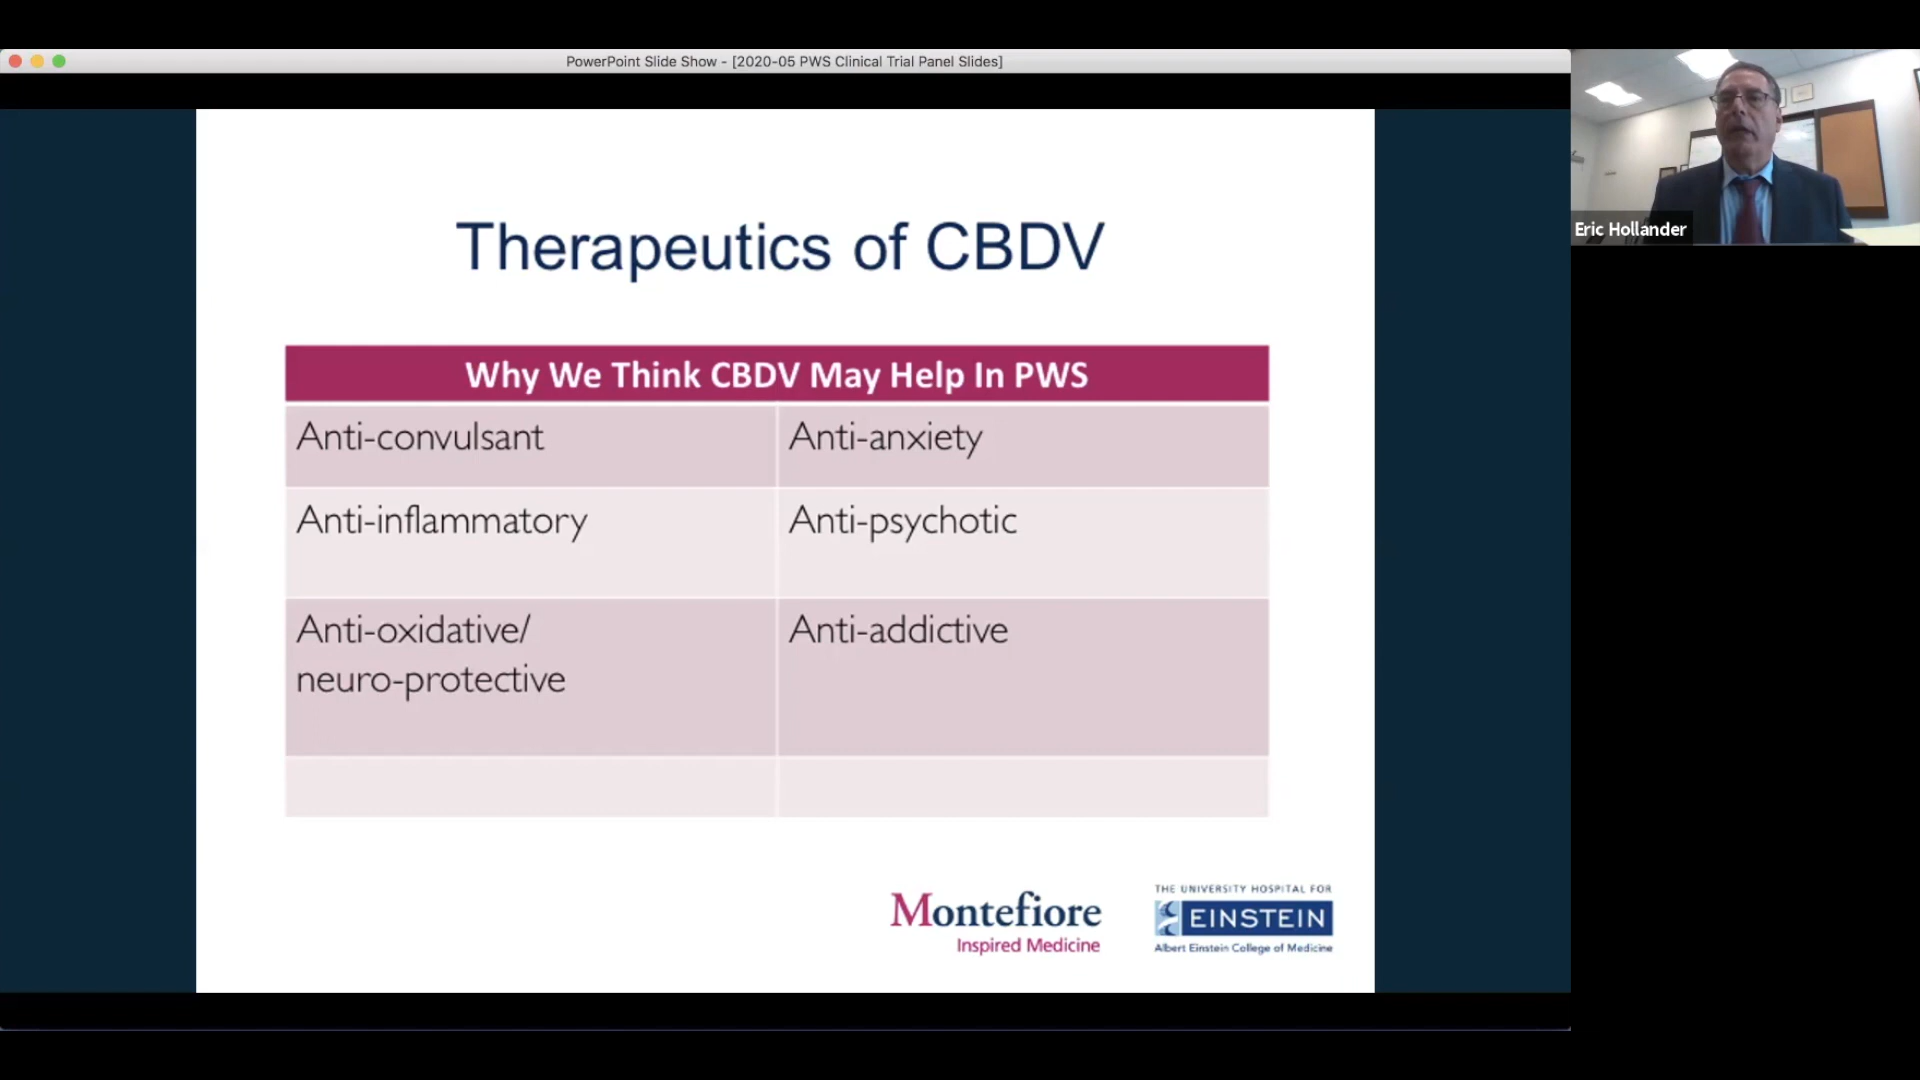 PowerPoint Slide Show - [2020-05 PWS Clinical Trial Panel Slides]
Eric Hollander
Therapeutics of CBDV
Why We Think CBDV May Help In PWS
Anti-convulsant
Anti-anxiety
Anti-inflammatory
Anti-psychotic
Anti-oxidative/
neuro-protective
Anti-addictive
Montefiore
Inspired Medicine
THE UNIVERSITY HOSPITAL FOR
EINSTEIN
Albert Einstein College of Medicine